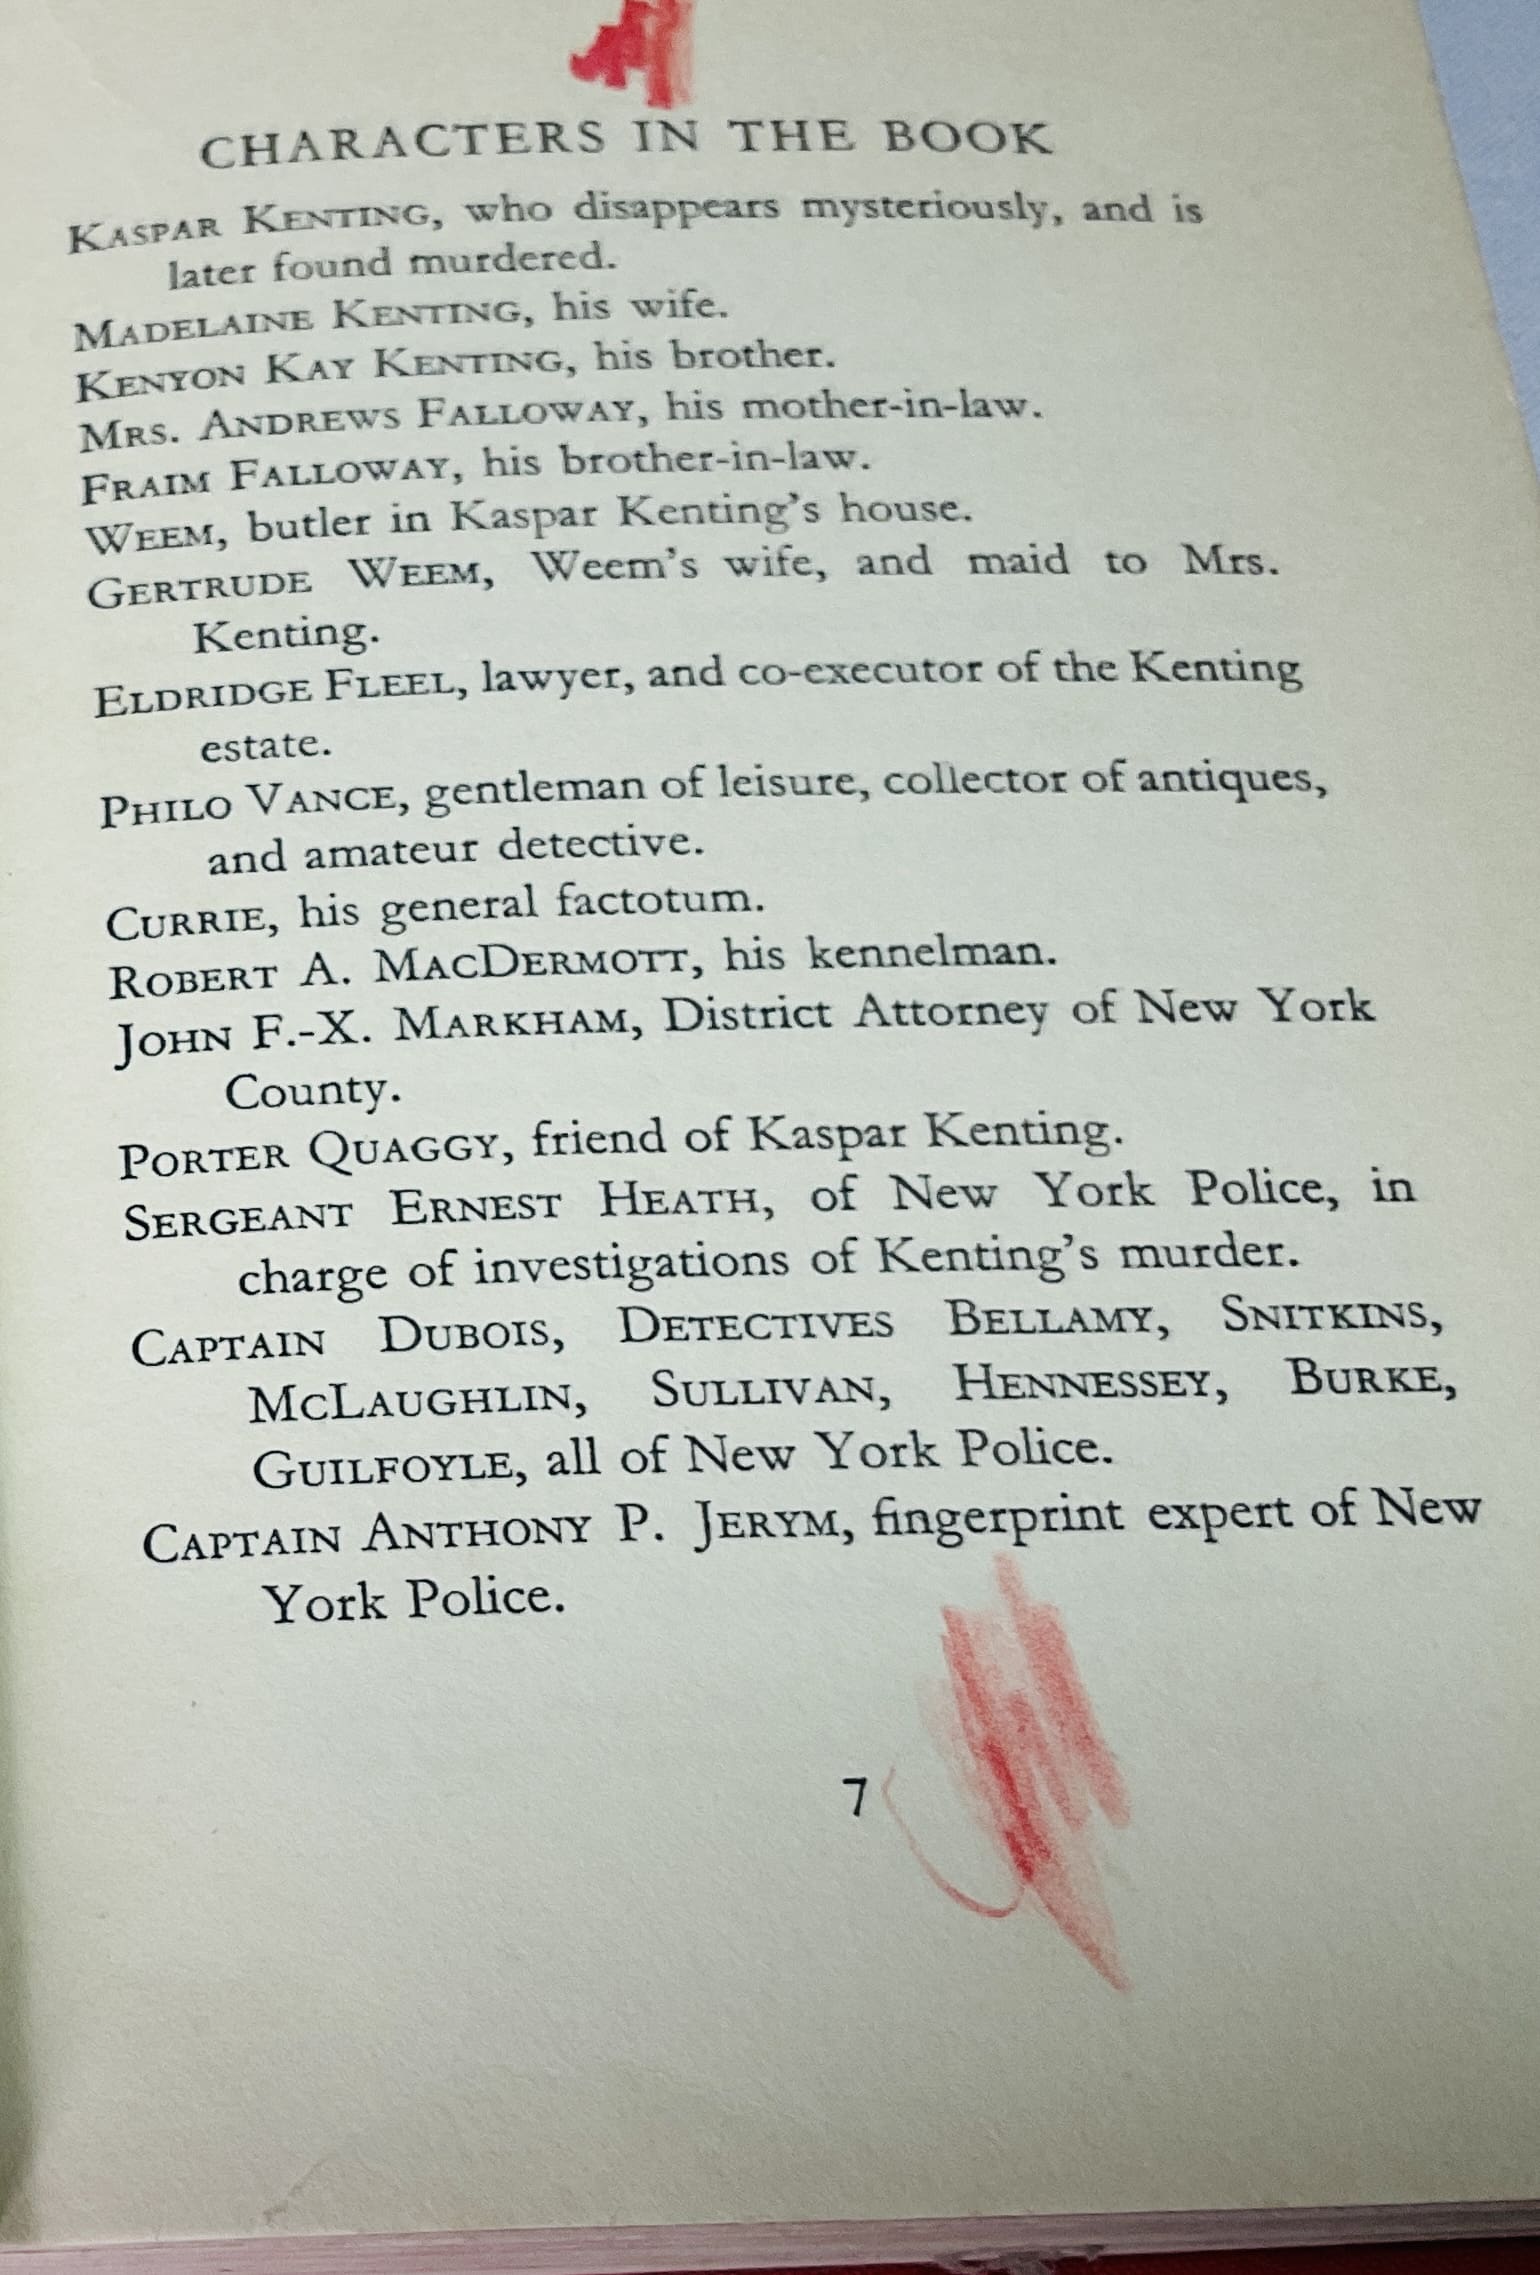 CHARACTERS IN THE BOOK
KASPAR KENTING, who disappears mysteriously, and is
later found murdered.
MADELAINE KENTING, his wife.
KENYON KAY KENTING, his brother.
MRS. ANDREWS FALLOWAY, his mother-in-law.
FRAIM FALLOWAY, his brother-in-law.
WEEM, butler in Kaspar Kenting's house.
GERTRUDE WEEM, Weem's wife, and maid to Mrs.
Kenting.
ELDRIDGE FLEEL, lawyer, and co-executor of the Kenting
estate.
PHILO VANCE, gentleman of leisure, collector of antiques,
and amateur detective.
CURRIE, his general factotum.
ROBERT A. MACDERMOTT, his kennelman.
JOHN F.-X. MARKHAM, District Attorney of New York
County.
PORTER QUAGGY, friend of Kaspar Kenting.
SERGEANT ERNEST HEATH, of New York Police, in
charge of investigations of Kenting's murder.
CAPTAIN DUBOIS, DETECTIVES BELLAMY, SNITKINS,
MCLAUGHLIN, SULLIVAN, HENNESSEY, BURKE,
GUILFOYLE, all of New York Police.
CAPTAIN ANTHONY P. JERYM, fingerprint expert of New
York Police.
7